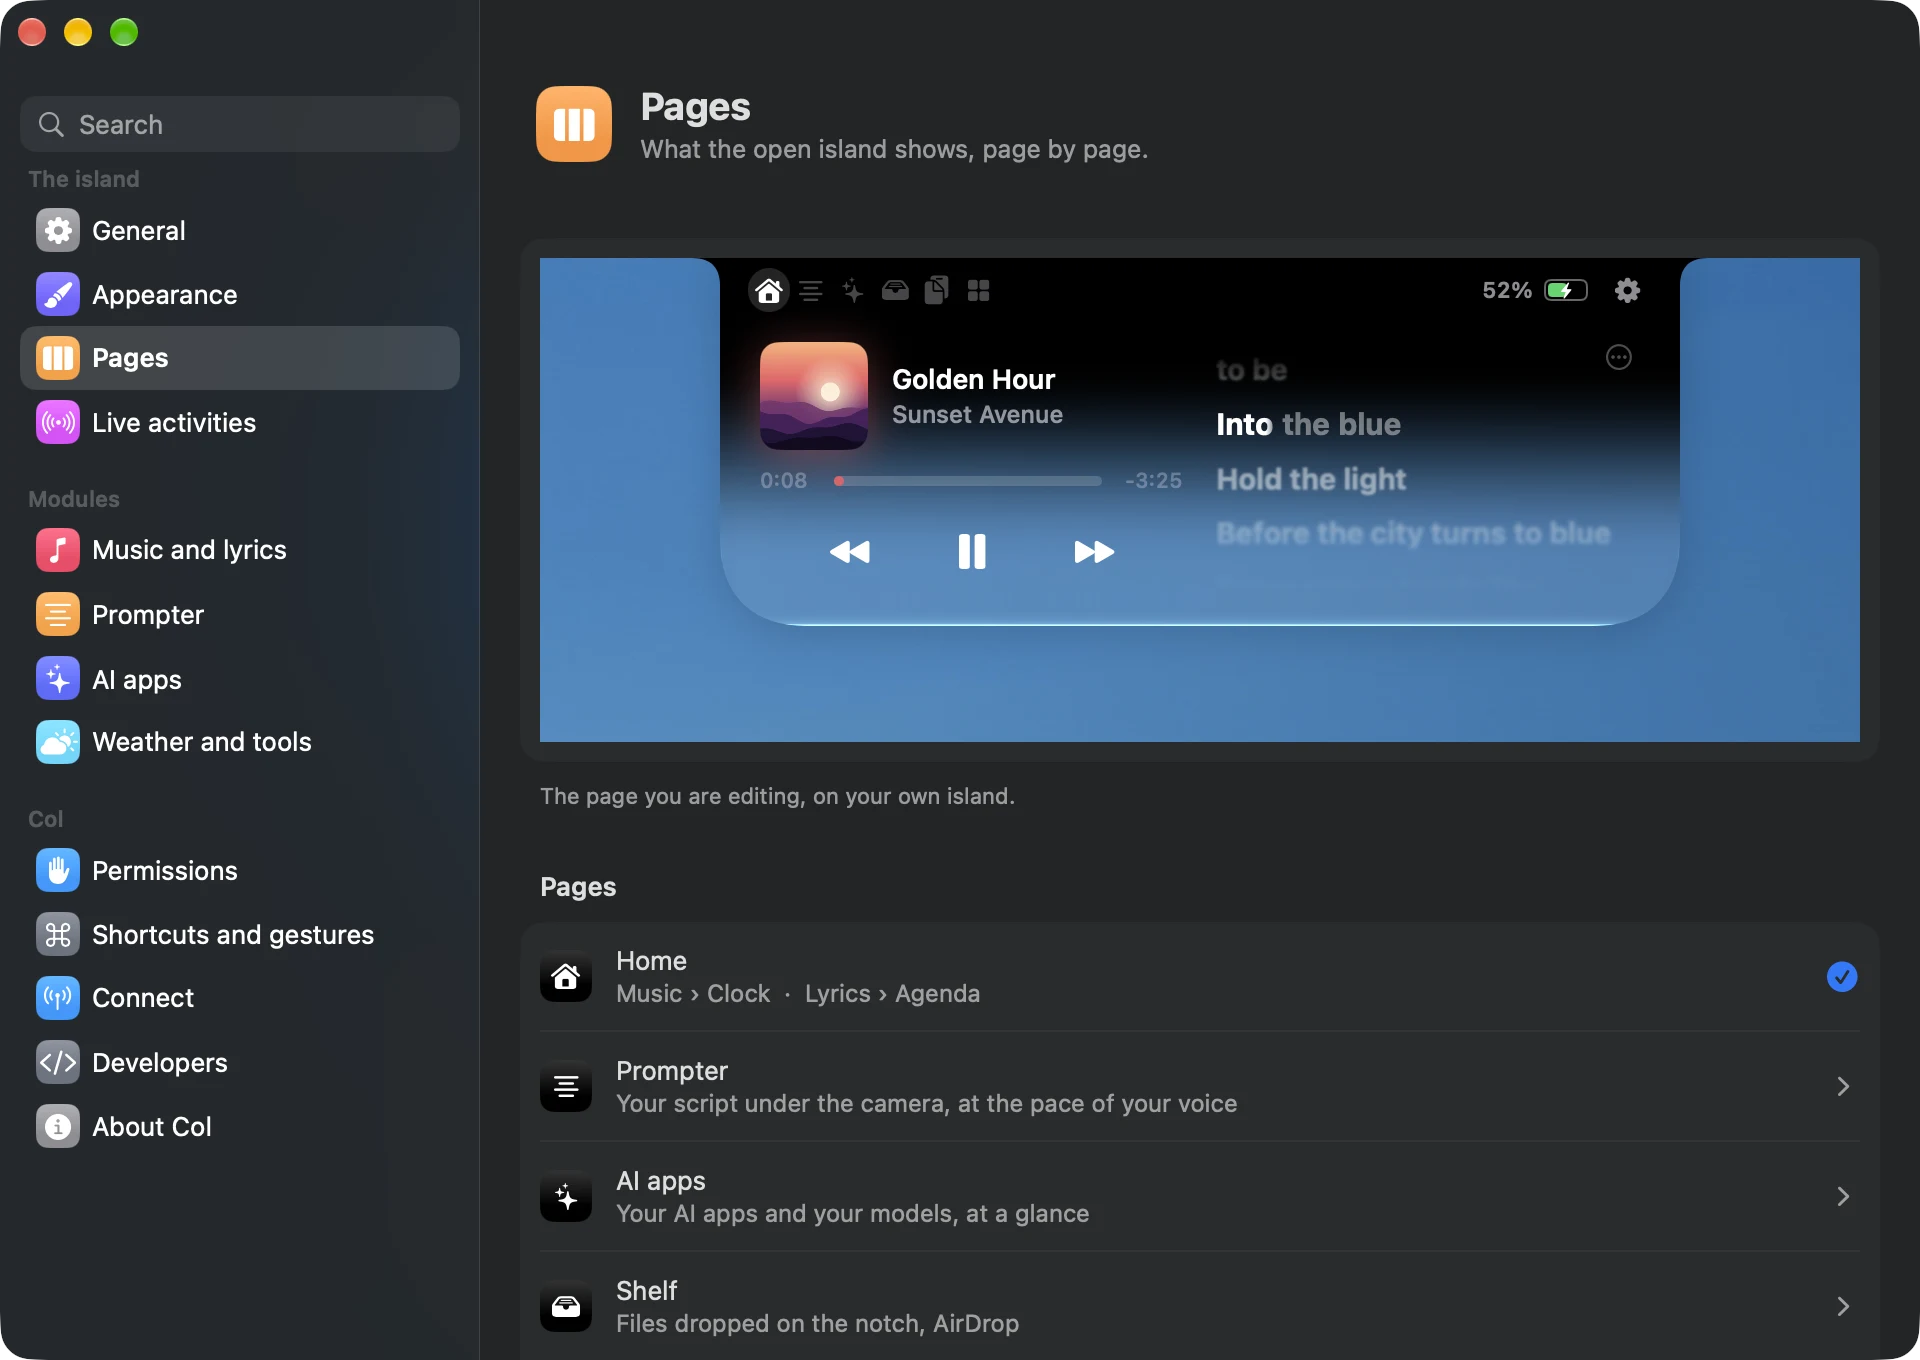 Search
The island
General
Appearance
Pages
Live activities
Modules
Music and lyrics
Prompter
AI apps
Weather and tools
Col
Permissions
Shortcuts and gestures
Connect
Developers
About Col
Pages
What the open island shows, page by page.
52%
Golden Hour
Sunset Avenue
0:08
-3:25
to be
Into the blue
Hold the light
Before the city turns to blue
The page you are editing, on your own island.
Pages
Home
Music › Clock · Lyrics › Agenda
Prompter
Your script under the camera, at the pace of your voice
AI apps
Your AI apps and your models, at a glance
Shelf
Files dropped on the notch, AirDrop